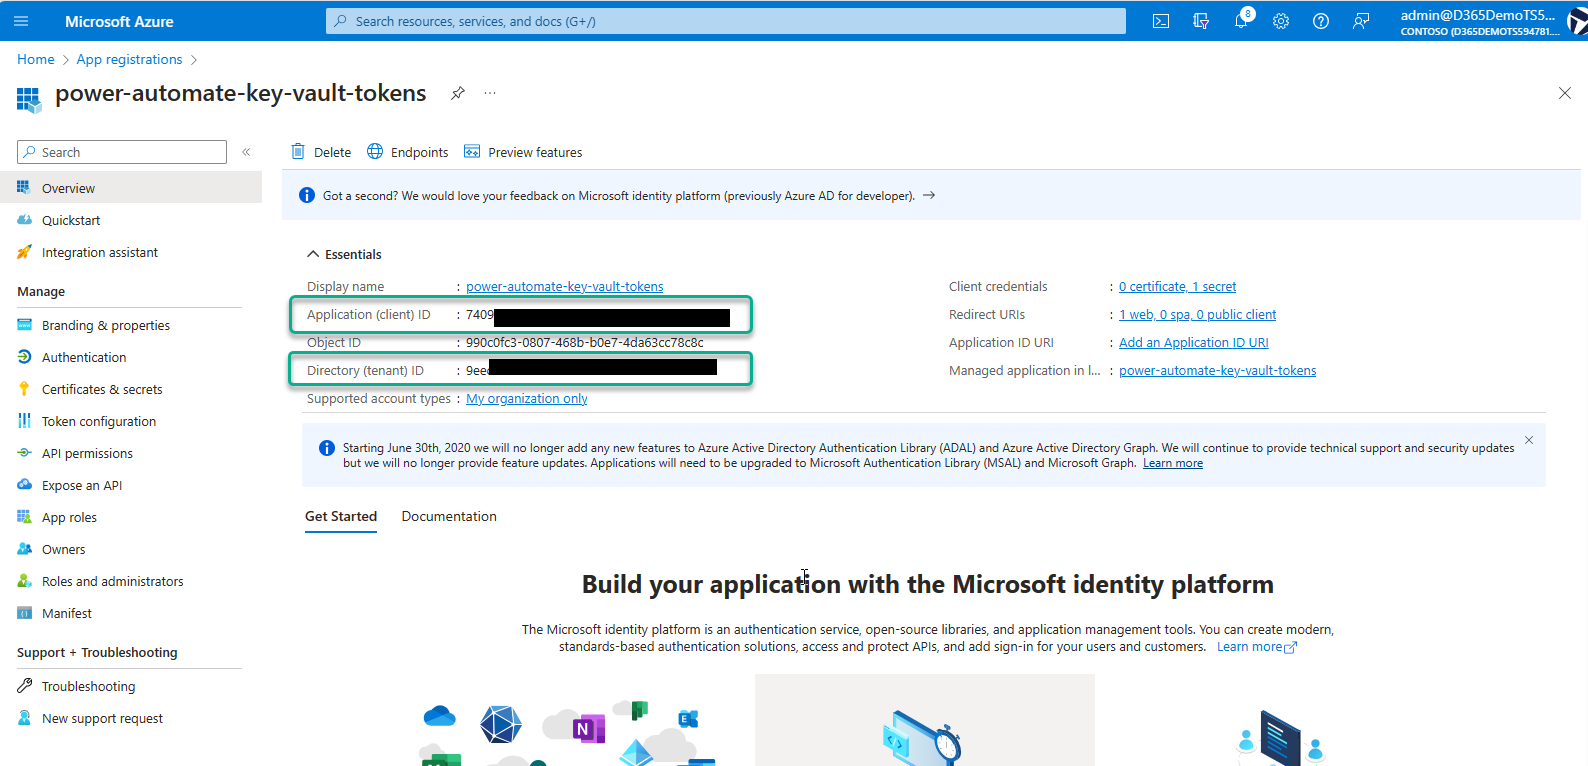 Microsoft Azure
Search resources, services, and docs (G+/)
8
admin@D365DemoTS5...
CONTOSO (D365DEMOTS594781....
Home > App registrations >
power-automate-key-vault-tokens
...
Search
«
Delete
Endpoints
Preview features
Overview
Quickstart
Integration assistant
Manage
Branding & properties
Authentication
Certificates & secrets
Token configuration
API permissions
Expose an API
App roles
Owners
Roles and administrators
Manifest
Support + Troubleshooting
Troubleshooting
New support request
Got a second? We would love your feedback on Microsoft identity platform (previously Azure AD for developer). →
Essentials
Display name : power-automate-key-vault-tokens
Application (client) ID : 7409
Object ID : 990c0fc3-0807-468b-b0e7-4da63cc78c8c
Directory (tenant) ID : 9eec
Supported account types : My organization only
Client credentials : 0 certificate, 1 secret
Redirect URIs : 1 web, 0 spa, 0 public client
Application ID URI : Add an Application ID URI
Managed application in l... : power-automate-key-vault-tokens
Starting June 30th, 2020 we will no longer add any new features to Azure Active Directory Authentication Library (ADAL) and Azure Active Directory Graph. We will continue to provide technical support and security updates
but we will no longer provide feature updates. Applications will need to be upgraded to Microsoft Authentication Library (MSAL) and Microsoft Graph. Learn more
Get Started
Documentation
Build your application with the Microsoft identity platform
The Microsoft identity platform is an authentication service, open-source libraries, and application management tools. You can create modern,
standards-based authentication solutions, access and protect APIs, and add sign-in for your users and customers. Learn more
N
E